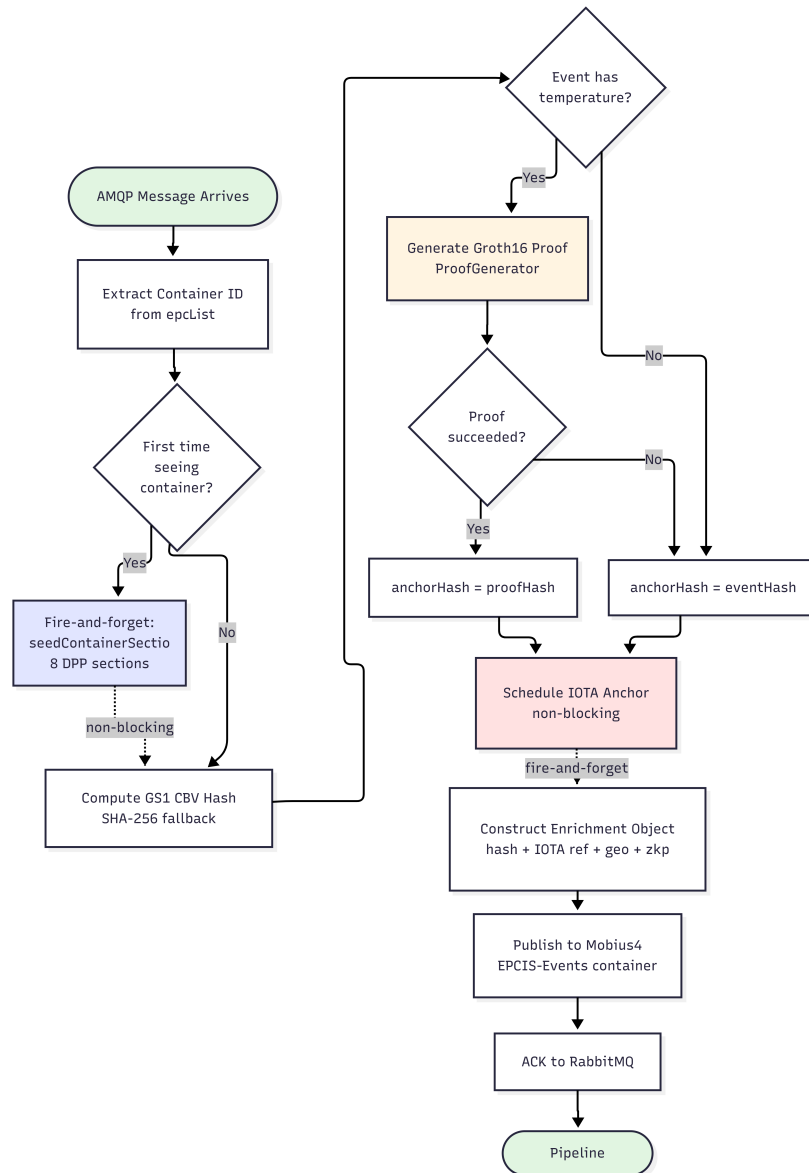 AMQP Message Arrives
Extract Container ID
from epcList
First time
seeing
container?
Yes
No
Fire-and-forget:
seedContainerSectio
8 DPP sections
non-blocking
Compute GS1 CBV Hash
SHA-256 fallback
Event has
temperature?
Yes
No
Generate Groth16 Proof
ProofGenerator
Proof
succeeded?
Yes
No
anchorHash = proofHash
anchorHash = eventHash
Schedule IOTA Anchor
non-blocking
fire-and-forget
Construct Enrichment Object
hash + IOTA ref + geo + zkp
Publish to Mobius4
EPCIS-Events container
ACK to RabbitMQ
Pipeline